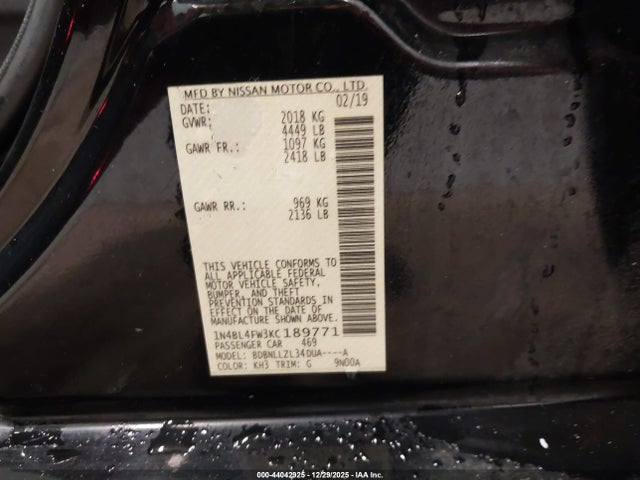 MFD BY NISSAN MOTOR CO., LTD.
DATE: 02/19
GVWR: 2018 KG
4449 LB
GAWR FR.: 1097 KG
2418 LB
GAWR RR.: 969 KG
2136 LB
THIS VEHICLE CONFORMS TO
ALL APPLICABLE FEDERAL
MOTOR VEHICLE SAFETY,
BUMPER, AND THEFT
PREVENTION STANDARDS IN
EFFECT ON THE DATE OF
MANUFACTURE SHOWN ABOVE.
1N4BL4FW3KC189771
PASSENGER CAR 469
MODEL: BDBNLLZL34DUA----A
COLOR: KH3 TRIM: G 9N00A
000-44042925 - 12/29/2025 - IAA Inc.